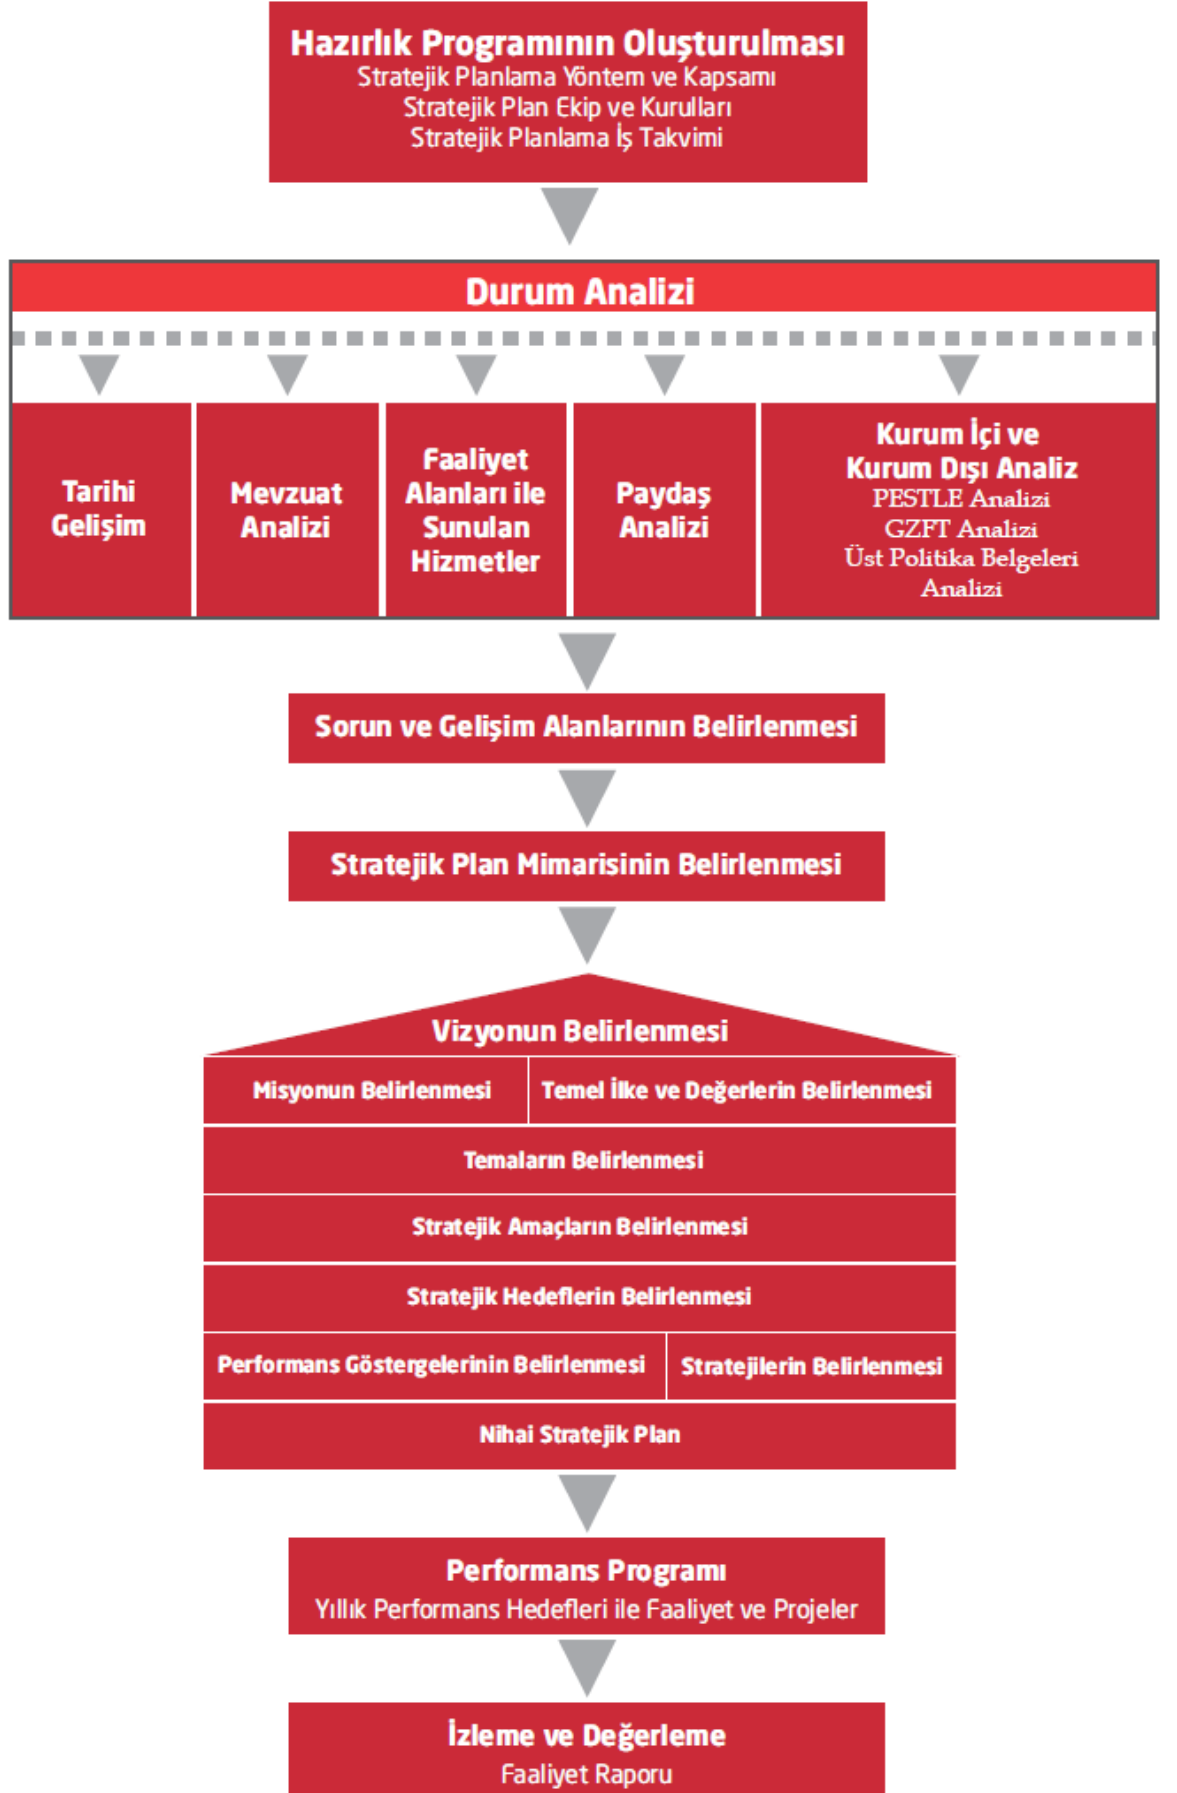 Hazırlık Programının Oluşturulması
Stratejik Planlama Yöntem ve Kapsamı
Stratejik Plan Ekip ve Kurulları
Stratejik Planlama İş Takvimi
Durum Analizi
Tarihi
Gelişim
Mevzuat
Analizi
Faaliyet
Alanları ile
Sunulan
Hizmetler
Paydaş
Analizi
Kurum İçi ve
Kurum Dışı Analiz
PESTLE Analizi
GZFT Analizi
Üst Politika Belgeleri
Analizi
Sorun ve Gelişim Alanlarının Belirlenmesi
Stratejik Plan Mimarisinin Belirlenmesi
Vizyonun Belirlenmesi
Misyonun Belirlenmesi
Temel İlke ve Değerlerin Belirlenmesi
Temaların Belirlenmesi
Stratejik Amaçların Belirlenmesi
Stratejik Hedeflerin Belirlenmesi
Performans Göstergelerinin Belirlenmesi
Stratejilerin Belirlenmesi
Nihai Stratejik Plan
Performans Programı
Yıllık Performans Hedefleri ile Faaliyet ve Projeler
İzleme ve Değerleme
Faaliyet Raporu